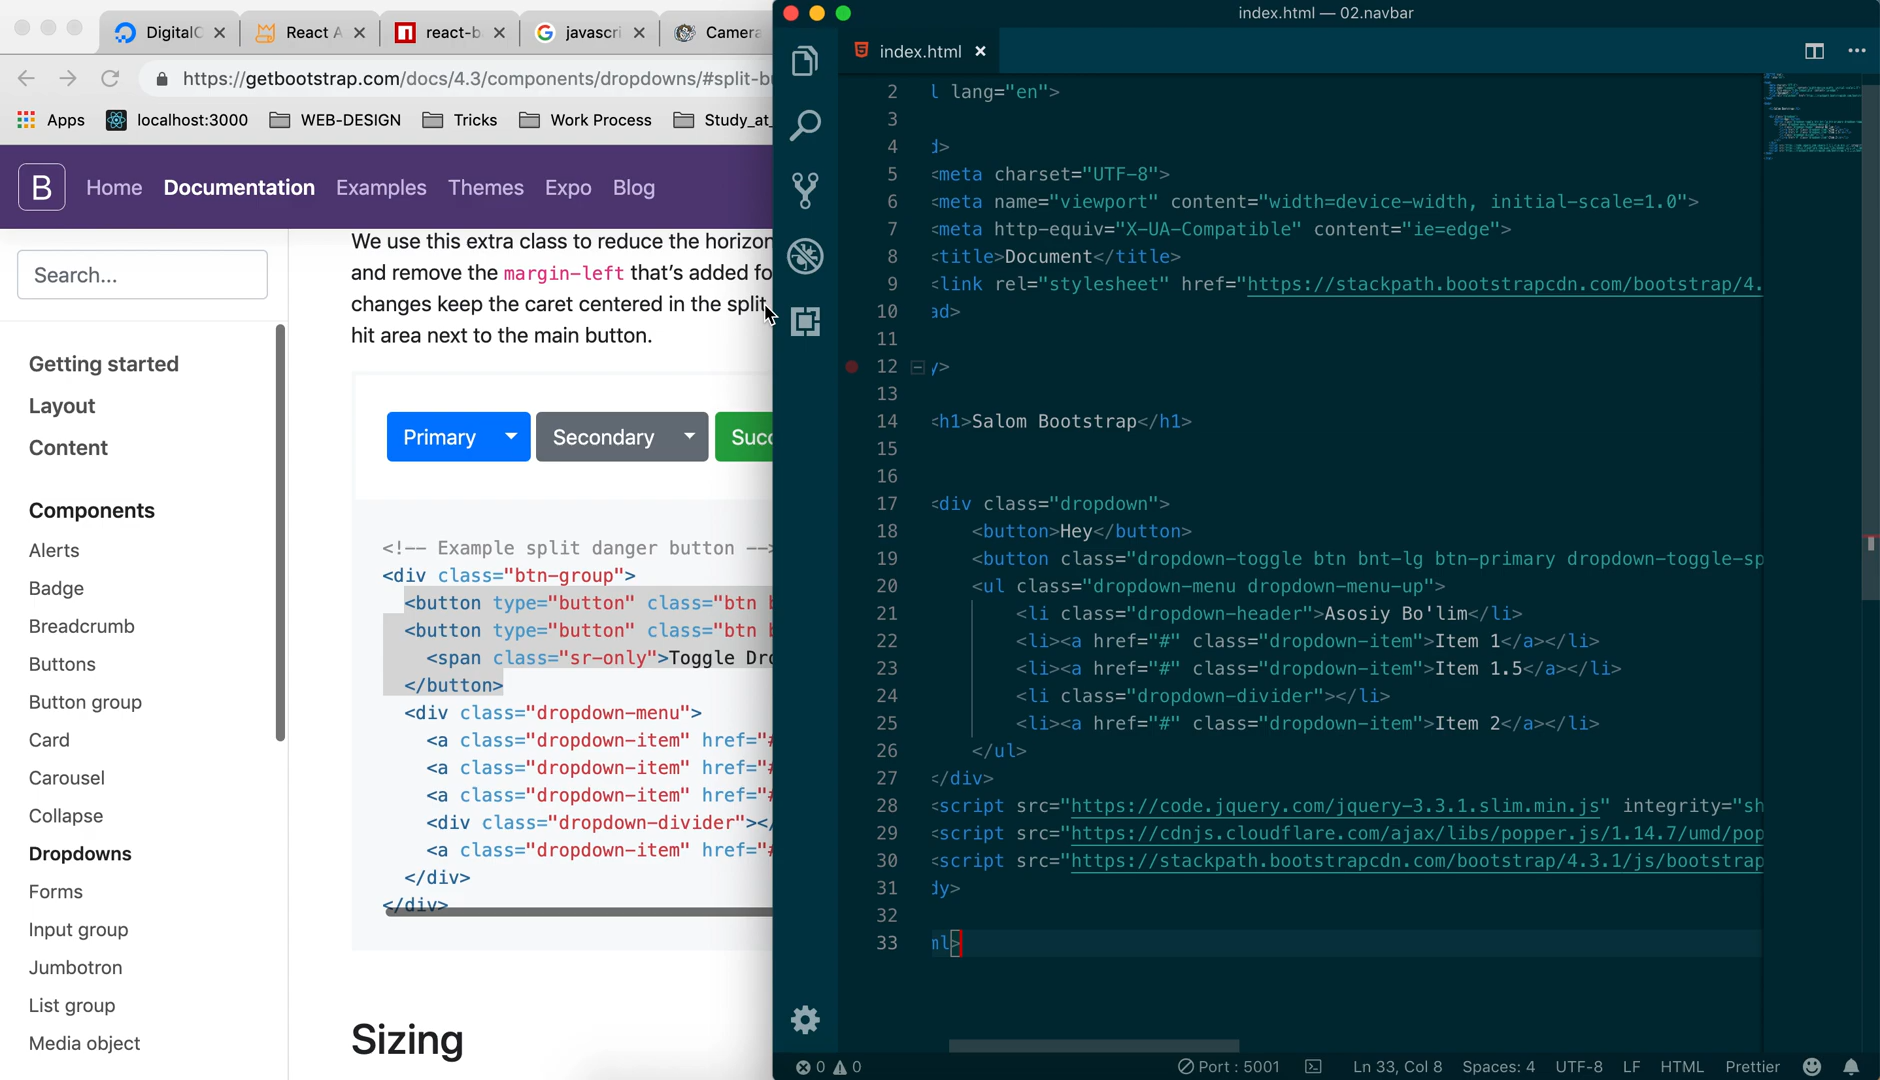 DigitalO
React A
react-b
javascri
Camera
https://getbootstrap.com/docs/4.3/components/dropdowns/#split-bu
Apps
localhost:3000
WEB-DESIGN
Tricks
Work Process
Study_at_
B
Home
Documentation
Examples
Themes
Expo
Blog
Search...
Getting started
Layout
Content
Components
Alerts
Badge
Breadcrumb
Buttons
Button group
Card
Carousel
Collapse
Dropdowns
Forms
Input group
Jumbotron
List group
Media object
We use this extra class to reduce the horizon
and remove the margin-left that's added fo
changes keep the caret centered in the split
hit area next to the main button.
Primary
Secondary
Succ
<!-- Example split danger button -->
<div class="btn-group">
<button type="button" class="btn b
<button type="button" class="btn b
<span class="sr-only">Toggle Dro
</button>
<div class="dropdown-menu">
<a class="dropdown-item" href="#
<a class="dropdown-item" href="#
<a class="dropdown-item" href="#
<div class="dropdown-divider"></
<a class="dropdown-item" href="#
</div>
</div>
Sizing
index.html — 02.navbar
index.html
2 l lang="en">
3
4 d>
5 <meta charset="UTF-8">
6 <meta name="viewport" content="width=device-width, initial-scale=1.0">
7 <meta http-equiv="X-UA-Compatible" content="ie=edge">
8 <title>Document</title>
9 <link rel="stylesheet" href="https://stackpath.bootstrapcdn.com/bootstrap/4.
10 ad>
11
12 y>
13
14 <h1>Salom Bootstrap</h1>
15
16
17 <div class="dropdown">
18 <button>Hey</button>
19 <button class="dropdown-toggle btn bnt-lg btn-primary dropdown-toggle-sp
20 <ul class="dropdown-menu dropdown-menu-up">
21 <li class="dropdown-header">Asosiy Bo'lim</li>
22 <li><a href="#" class="dropdown-item">Item 1</a></li>
23 <li><a href="#" class="dropdown-item">Item 1.5</a></li>
24 <li class="dropdown-divider"></li>
25 <li><a href="#" class="dropdown-item">Item 2</a></li>
26 </ul>
27 </div>
28 <script src="https://code.jquery.com/jquery-3.3.1.slim.min.js" integrity="sh
29 <script src="https://cdnjs.cloudflare.com/ajax/libs/popper.js/1.14.7/umd/pop
30 <script src="https://stackpath.bootstrapcdn.com/bootstrap/4.3.1/js/bootstrap
31 dy>
32
33 ml>
0
0
Port : 5001
Ln 33, Col 8
Spaces: 4
UTF-8
LF
HTML
Prettier